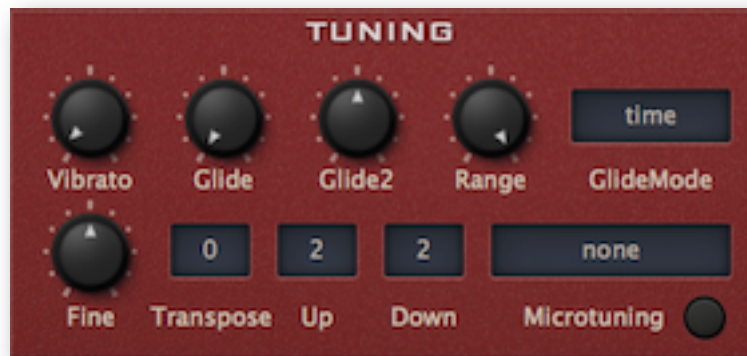 TUNING
time
Vibrato Glide Glide2 Range GlideMode
0 2 2 none
Fine Transpose Up Down Microtuning